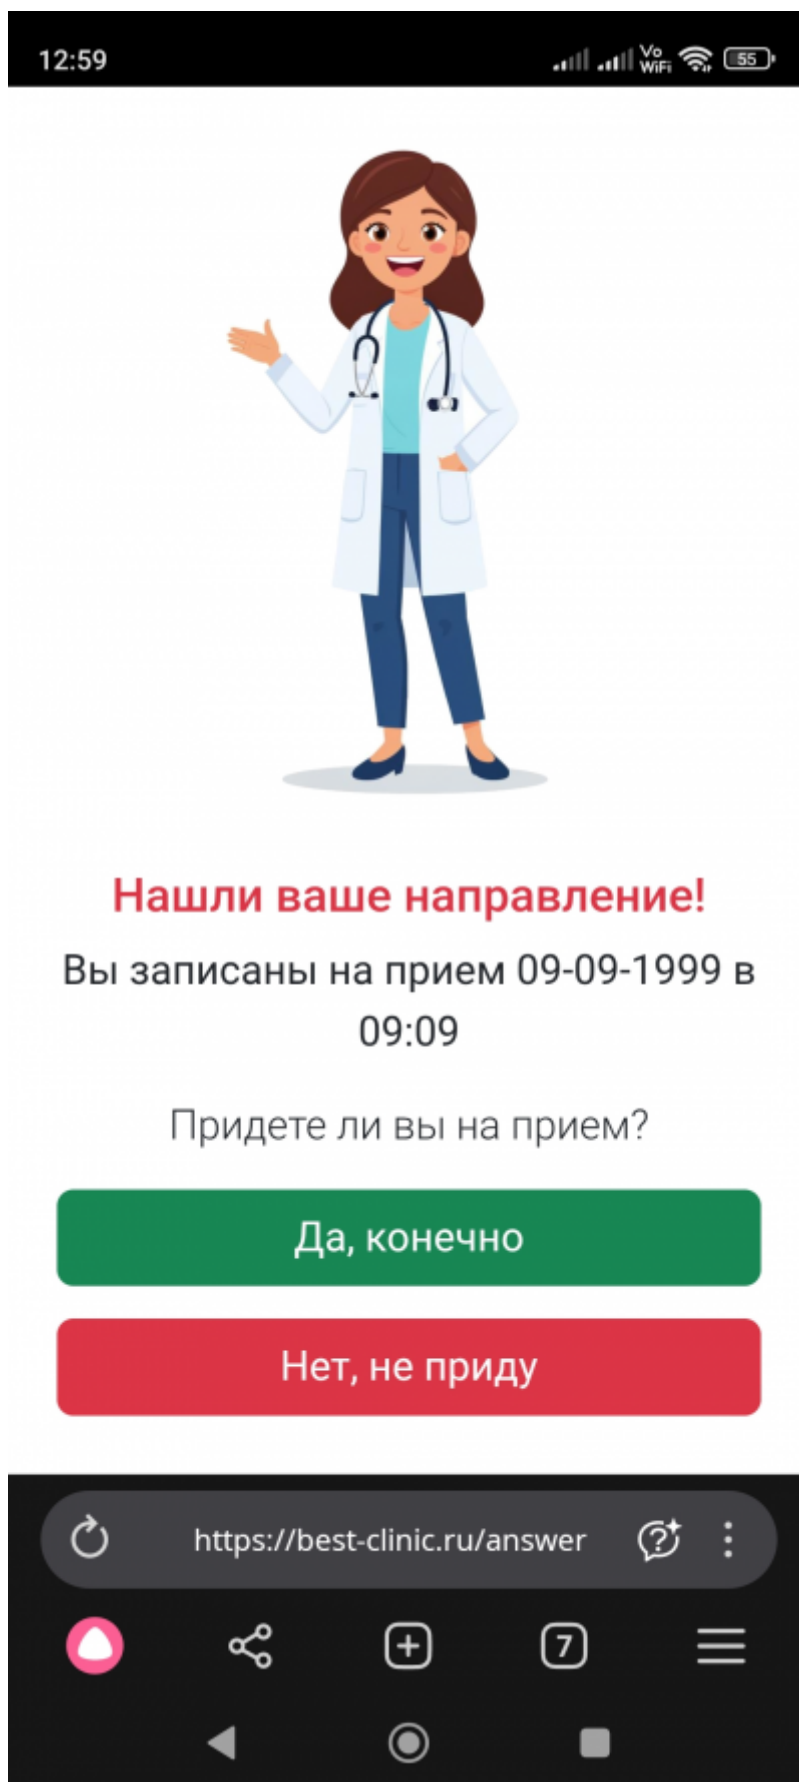 12:59
Vo
WiFi
55
Нашли ваше направление!
Вы записаны на прием 09-09-1999 в
09:09
Придете ли вы на прием?
Да, конечно
Нет, не приду
https://best-clinic.ru/answer
7